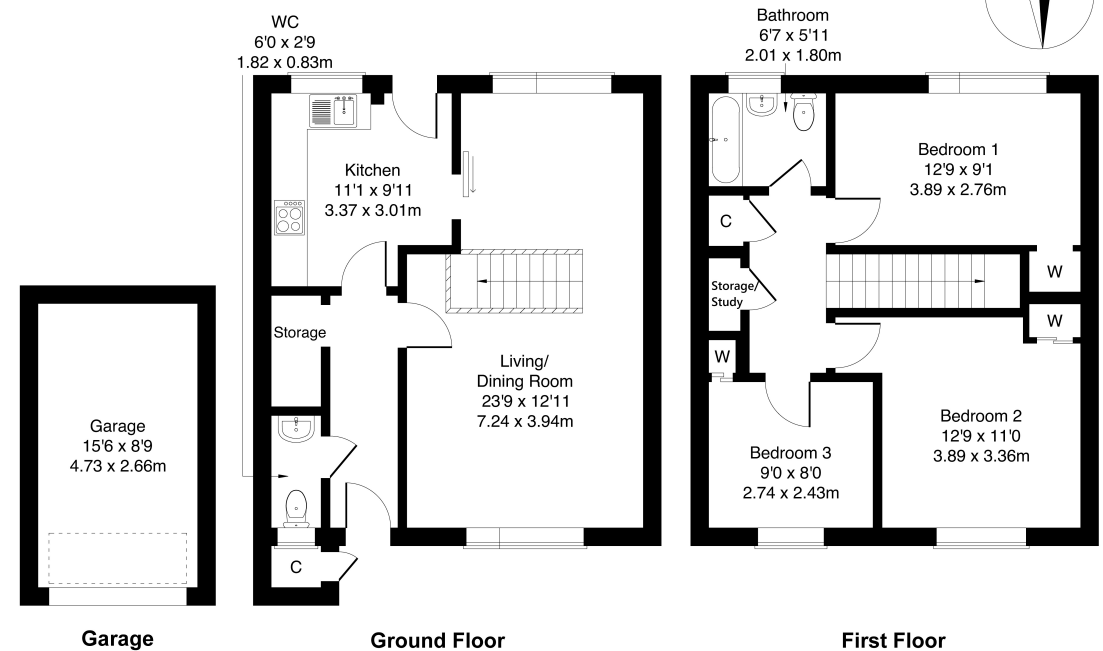 WC
6'0 x 2'9
1.82 x 0.83m
Kitchen
11'1 x 9'11
3.37 x 3.01m
Storage
Living/
Dining Room
23'9 x 12'11
7.24 x 3.94m
C
Garage
15'6 x 8'9
4.73 x 2.66m
Bathroom
6'7 x 5'11
2.01 x 1.80m
Bedroom 1
12'9 x 9'1
3.89 x 2.76m
C
Storage/
Study
W
W
W
Bedroom 2
12'9 x 11'0
3.89 x 3.36m
Bedroom 3
9'0 x 8'0
2.74 x 2.43m
Garage
Ground Floor
First Floor